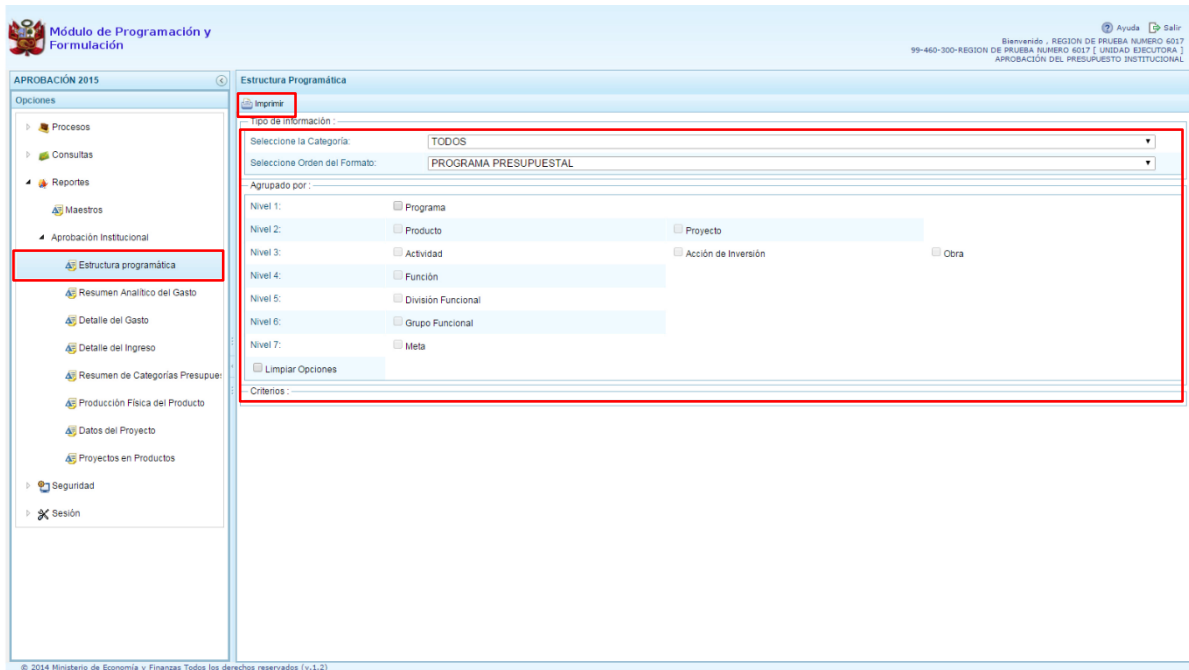 Módulo de Programación y
Formulación
Ayuda Salir
Bienvenido , REGION DE PRUEBA NUMERO 6017
99-460-300-REGION DE PRUEBA NUMERO 6017 [ UNIDAD EJECUTORA ]
APROBACIÓN DEL PRESUPUESTO INSTITUCIONAL
APROBACIÓN 2015
Opciones
Procesos
Consultas
Reportes
Maestros
Aprobación Institucional
Estructura programática
Resumen Analítico del Gasto
Detalle del Gasto
Detalle del Ingreso
Resumen de Categorías Presupue
Producción Física del Producto
Datos del Proyecto
Proyectos en Productos
Seguridad
Sesión
Estructura Programática
Imprimir
Tipo de información :
Seleccione la Categoría: TODOS
Seleccione Orden del Formato: PROGRAMA PRESUPUESTAL
Agrupado por :
Nivel 1: Programa
Nivel 2: Producto Proyecto
Nivel 3: Actividad Acción de Inversión Obra
Nivel 4: Función
Nivel 5: División Funcional
Nivel 6: Grupo Funcional
Nivel 7: Meta
Limpiar Opciones
Criterios :
© 2014 Ministerio de Economía y Finanzas Todos los derechos reservados (v.1.2)